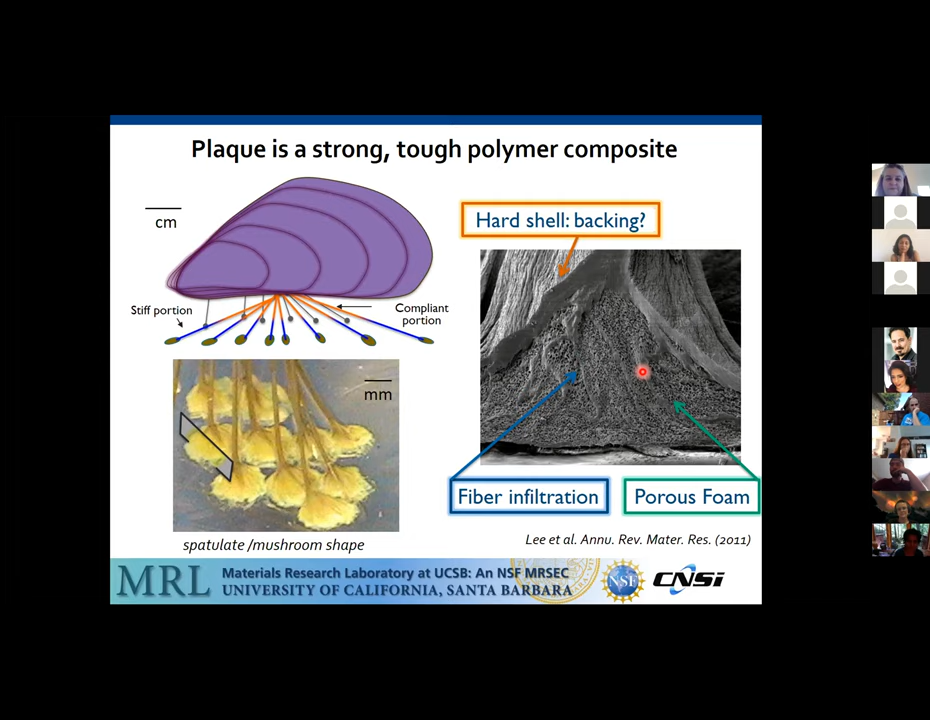 Plaque is a strong, tough polymer composite
cm
Hard shell: backing?
Stiff portion
Compliant
portion
mm
Fiber infiltration
Porous Foam
spatulate /mushroom shape
Lee et al. Annu. Rev. Mater. Res. (2011)
MRL
Materials Research Laboratory at UCSB: An NSF MRSEC
UNIVERSITY OF CALIFORNIA, SANTA BARBARA
NSF
CNSi